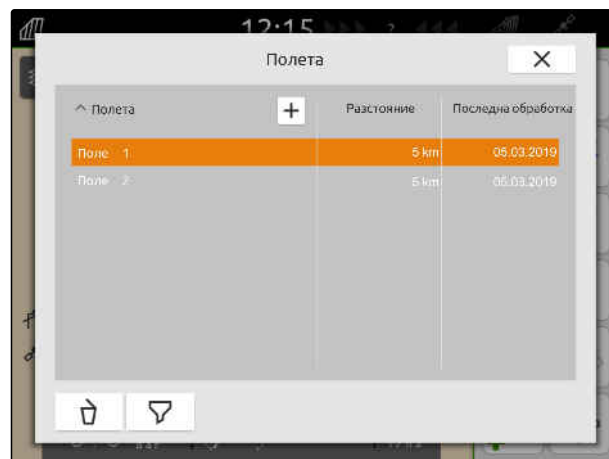 12:15
Полета
^ Полета + Разстояние Последна обработка
Поле 1 5 km 05.03.2019
Поле 2 5 km 05.03.2019